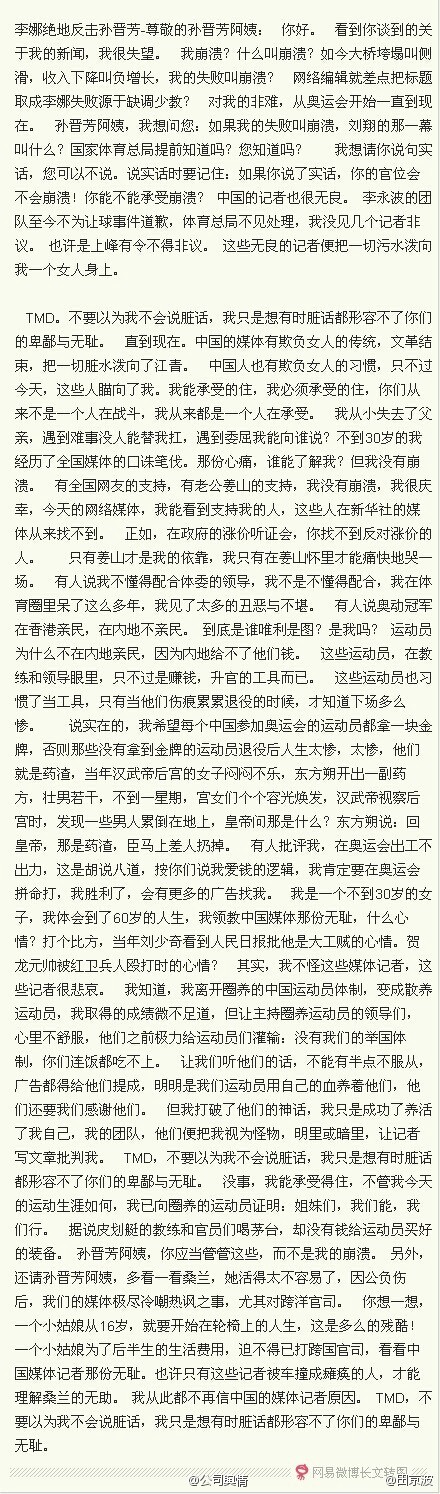 李娜绝地反击孙晋芳-尊敬的孙晋芳阿姨：  你好。  看到你谈到的关
于我的新闻，我很失望。  我崩溃？什么叫崩溃？如今大桥垮塌叫侧
滑，收入下降叫负增长，我的失败叫崩溃？  网络编辑就差点把标题
取成李娜失败源于缺调少教？  对我的非难，从奥运会开始一直到现
在。  孙晋芳阿姨，我想问您：如果我的失败叫崩溃，刘翔的那一幕
叫什么？国家体育总局提前知道吗？您知道吗？    我想请你说句实
话，您可以不说。说实话时要记住：如果你说了实话，你的官位会
不会崩溃！你能不能承受崩溃？ 中国的记者也很无良。 李永波的团
队至今不为让球事件道歉，体育总局不见处理，我没见几个记者非
议。 也许是上峰有令不得非议。 这些无良的记者便把一切污水泼向
我一个女人身上。
TMD。不要以为我不会说脏话，我只是想有时脏话都形容不了你们
的卑鄙与无耻。  直到现在。中国的媒体有欺负女人的传统，文革结
束，把一切脏水泼向了江青。  中国人也有欺负女人的习惯，只不过
今天，这些人瞄向了我。我能承受的住，我必须承受的住，你们从
来不是一个人在战斗，我从来都是一个人在承受。  我从小失去了父
亲，遇到难事没人能替我扛，遇到委屈我能向谁说？不到30岁的我
经历了全国媒体的口诛笔伐。那份心痛，谁能了解我？但我没有崩
溃。  有全国网友的支持，有老公姜山的支持，我没有崩溃，我很庆
幸，今天的网络媒体，我能看到支持我的人，这些人在新华社的媒
体从来找不到。  正如，在政府的涨价听证会，你找不到反对涨价的
人。    只有姜山才是我的依靠，我只有在姜山怀里才能痛快地哭一
场。  有人说我不懂得配合体委的领导，我不是不懂得配合，我在体
育圈里呆了这么多年，我见了太多的丑恶与不堪。  有人说奥动冠军
在香港亲民，在内地不亲民。 到底是谁唯利是图？是我吗？ 运动员
为什么不在内地亲民，因为内地给不了他们钱。  这些运动员，在教
练和领导眼里，只不过是赚钱，升官的工具而已。  这些运动员也习
惯了当工具，只有当他们伤痕累累退役的时候，才知道下场多么
惨。    说实在的，我希望每个中国参加奥运会的运动员都拿一块金
牌，否则那些没有拿到金牌的运动员退役后人生太惨，太惨，他们
就是药渣，当年汉武帝后宫的女子闷闷不乐，东方朔开出一副药
方，壮男若干，不到一星期，宫女们个个容光焕发，汉武帝视察后
宫时，发现一些男人累倒在地上，皇帝问那是什么？东方朔说：回
皇帝，那是药渣，臣马上差人扔掉。  有人批评我，在奥运会出工不
出力，这是胡说八道，按你们说我爱钱的逻辑，我肯定要在奥运会
拼命打，我胜利了，会有更多的广告找我。  我是一个不到30岁的女
子，我体会到了60岁的人生，我领教中国媒体那份无耻，什么心
情？打个比方，当年刘少奇看到人民日报批他是大工贼的心情。贺
龙元帅被红卫兵人殴打时的心情？  其实，我不怪这些媒体记者，这
些记者很悲哀。  我知道，我离开圈养的中国运动员体制，变成散养
运动员，我取得的成绩微不足道，但让主持圈养运动员的领导们，
心里不舒服，他们之前极力给运动员们灌输：没有我们的举国体
制，你们连饭都吃不上。  让我们听他们的话，不能有半点不服从，
广告都得给他们提成，明明是我们运动员用自己的血养着他们，他
们还要我们感谢他们。  但我打破了他们的神话，我只是成功了养活
了我自己，我的团队，他们便把我视为怪物，明里或暗里，让记者
写文章批判我。  TMD，不要以为我不会说脏话，我只是想有时脏话
都形容不了你们的卑鄙与无耻。  没事，我能承受得住，不管我今天
的运动生涯如何，我已向圈养的运动员证明：姐妹们，我们能，我
们行。  据说皮划艇的教练和官员们喝茅台，却没有钱给运动员买好
的装备。 孙晋芳阿姨，你应当管管这些，而不是我的崩溃。 另外，
还请孙晋芳阿姨，多看一看桑兰，她活得太不容易了，因公负伤
后，我们的媒体极尽冷嘲热讽之事，尤其对跨洋官司。  你想一想，
一个小姑娘从16岁，就要开始在轮椅上的人生，这是多么的残酷！
一个小姑娘为了后半生的生活费用，迫不得已打跨国官司，看看中
国媒体记者那份无耻。也许只有这些记者被车撞成瘫痪的人，才能
理解桑兰的无助。 我从此都不再信中国的媒体记者原因。 TMD，不
要以为我不会说脏话，我只是想有时脏话都形容不了你们的卑鄙与
无耻。
网易微博长文转图
@公司舆情 @田京波